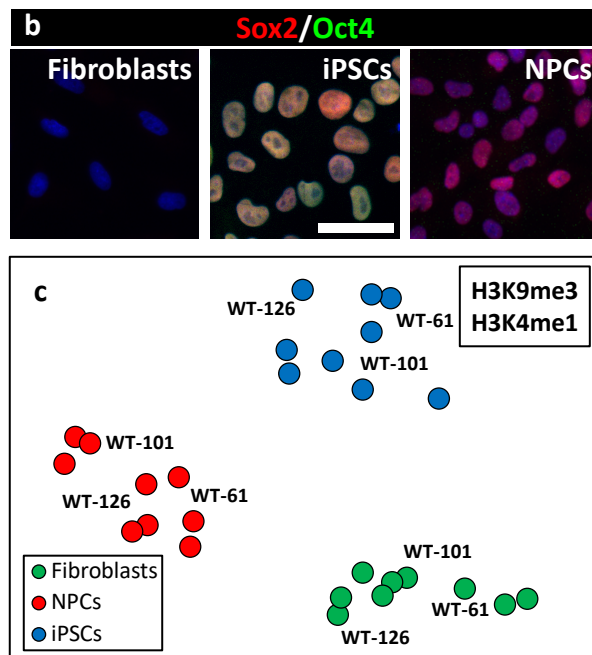 b
Sox2/Oct4
Fibroblasts
iPSCs
NPCs
c
H3K9me3
H3K4me1
WT-126
WT-61
WT-101
WT-101
WT-126
WT-61
WT-101
WT-61
WT-126
Fibroblasts
NPCs
iPSCs